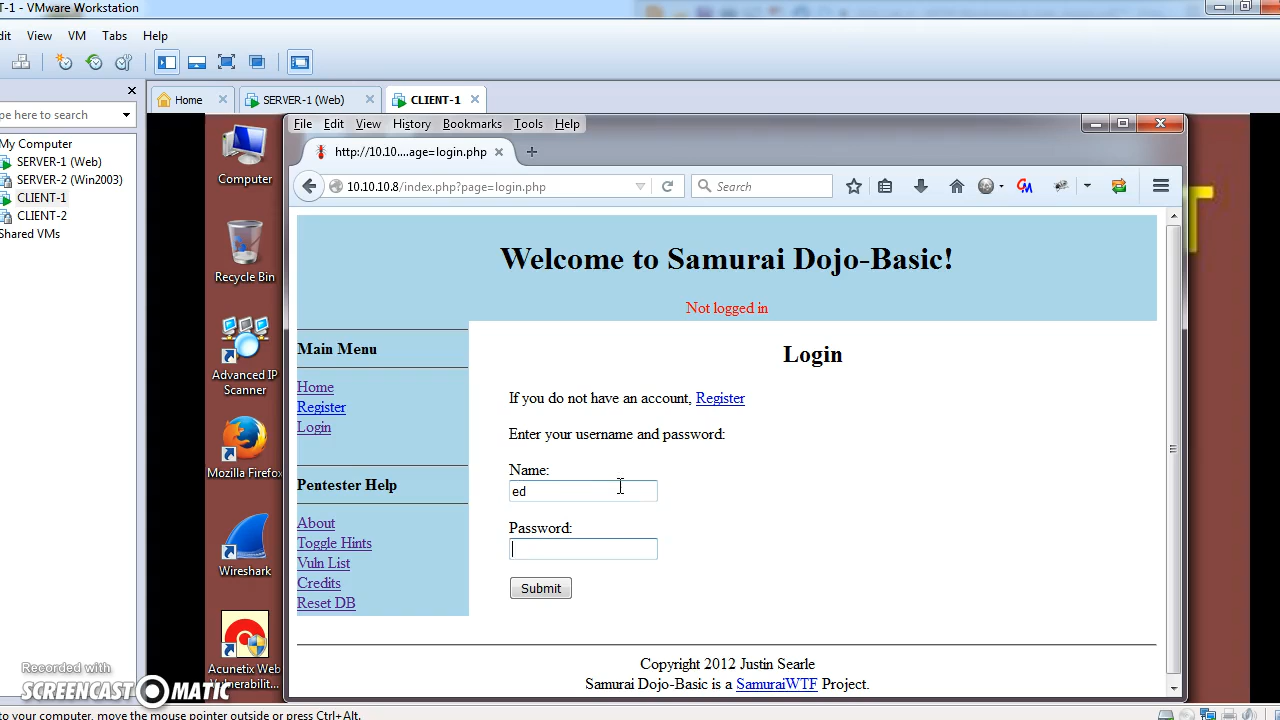 T-1 - VMware Workstation
dit View VM Tabs Help
pe here to search
My Computer
SERVER-1 (Web)
SERVER-2 (Win2003)
CLIENT-1
CLIENT-2
Shared VMs
Home SERVER-1 (Web) CLIENT-1
Computer
Recycle Bin
Advanced IP
Scanner
Mozilla Firefox
Wireshark
Acunetix Web
Vulnerabilit...
File Edit View History Bookmarks Tools Help
http://10.10....age=login.php
10.10.10.8/index.php?page=login.php
Search
Welcome to Samurai Dojo-Basic!
Not logged in
Main Menu
Home
Register
Login
Pentester Help
About
Toggle Hints
Vuln List
Credits
Reset DB
Login
If you do not have an account, Register
Enter your username and password:
Name:
ed
Password:
Submit
Copyright 2012 Justin Searle
Samurai Dojo-Basic is a SamuraiWTF Project.
Recorded with
SCREENCAST MATIC
to your computer, move the mouse pointer outside or press Ctrl+Alt.